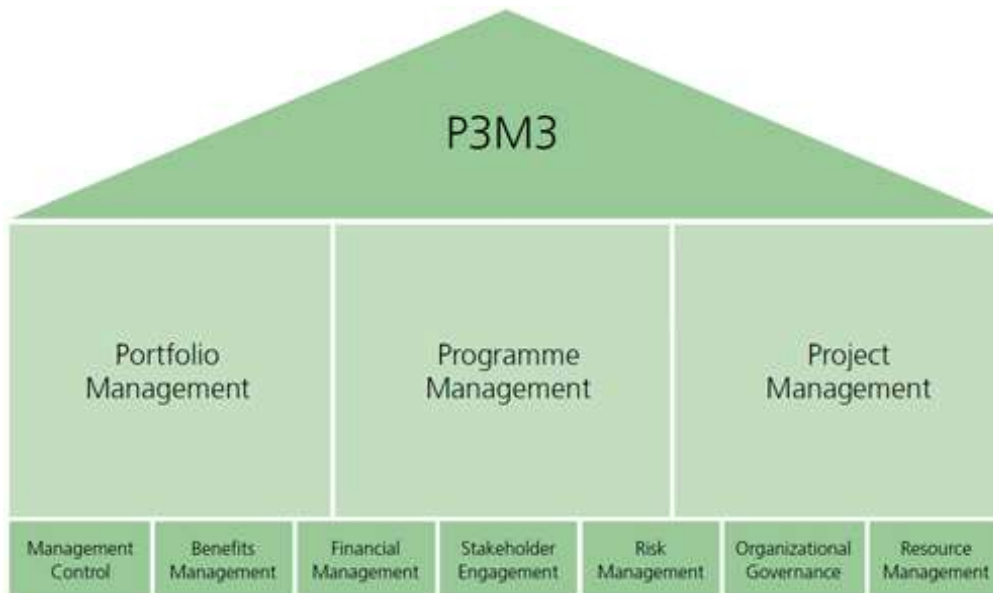 P3M3
Portfolio
Management
Programme
Management
Project
Management
Management
Control
Benefits
Management
Financial
Management
Stakeholder
Engagement
Risk
Management
Organizational
Governance
Resource
Management